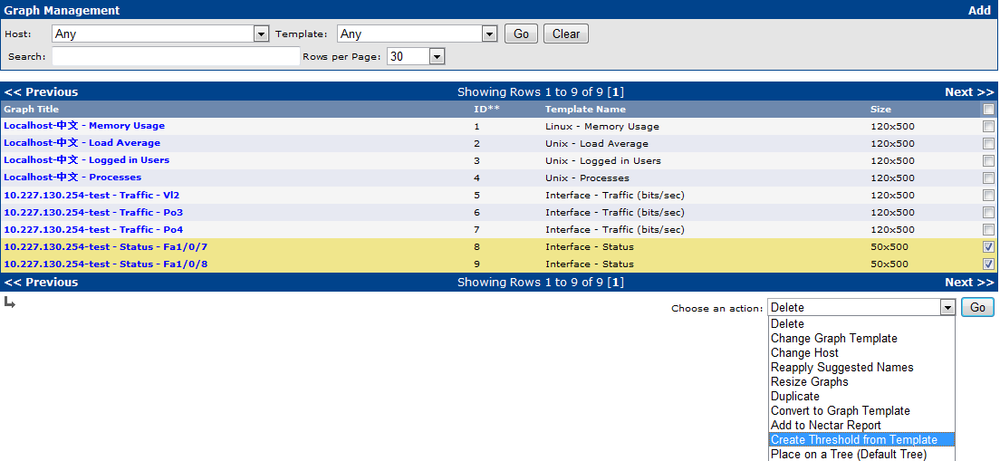 Graph Management Add
Host: Any Template: Any Go Clear
Search: Rows per Page: 30
<< Previous Showing Rows 1 to 9 of 9 [1] Next >>
Graph Title ID** Template Name Size
Localhost-中文 - Memory Usage 1 Linux - Memory Usage 120x500
Localhost-中文 - Load Average 2 Unix - Load Average 120x500
Localhost-中文 - Logged in Users 3 Unix - Logged in Users 120x500
Localhost-中文 - Processes 4 Unix - Processes 120x500
10.227.130.254-test - Traffic - Vl2 5 Interface - Traffic (bits/sec) 120x500
10.227.130.254-test - Traffic - Po3 6 Interface - Traffic (bits/sec) 120x500
10.227.130.254-test - Traffic - Po4 7 Interface - Traffic (bits/sec) 120x500
10.227.130.254-test - Status - Fa1/0/7 8 Interface - Status 50x500
10.227.130.254-test - Status - Fa1/0/8 9 Interface - Status 50x500
<< Previous Showing Rows 1 to 9 of 9 [1] Next >>
Choose an action: Delete Go
Delete
Change Graph Template
Change Host
Reapply Suggested Names
Resize Graphs
Duplicate
Convert to Graph Template
Add to Nectar Report
Create Threshold from Template
Place on a Tree (Default Tree)